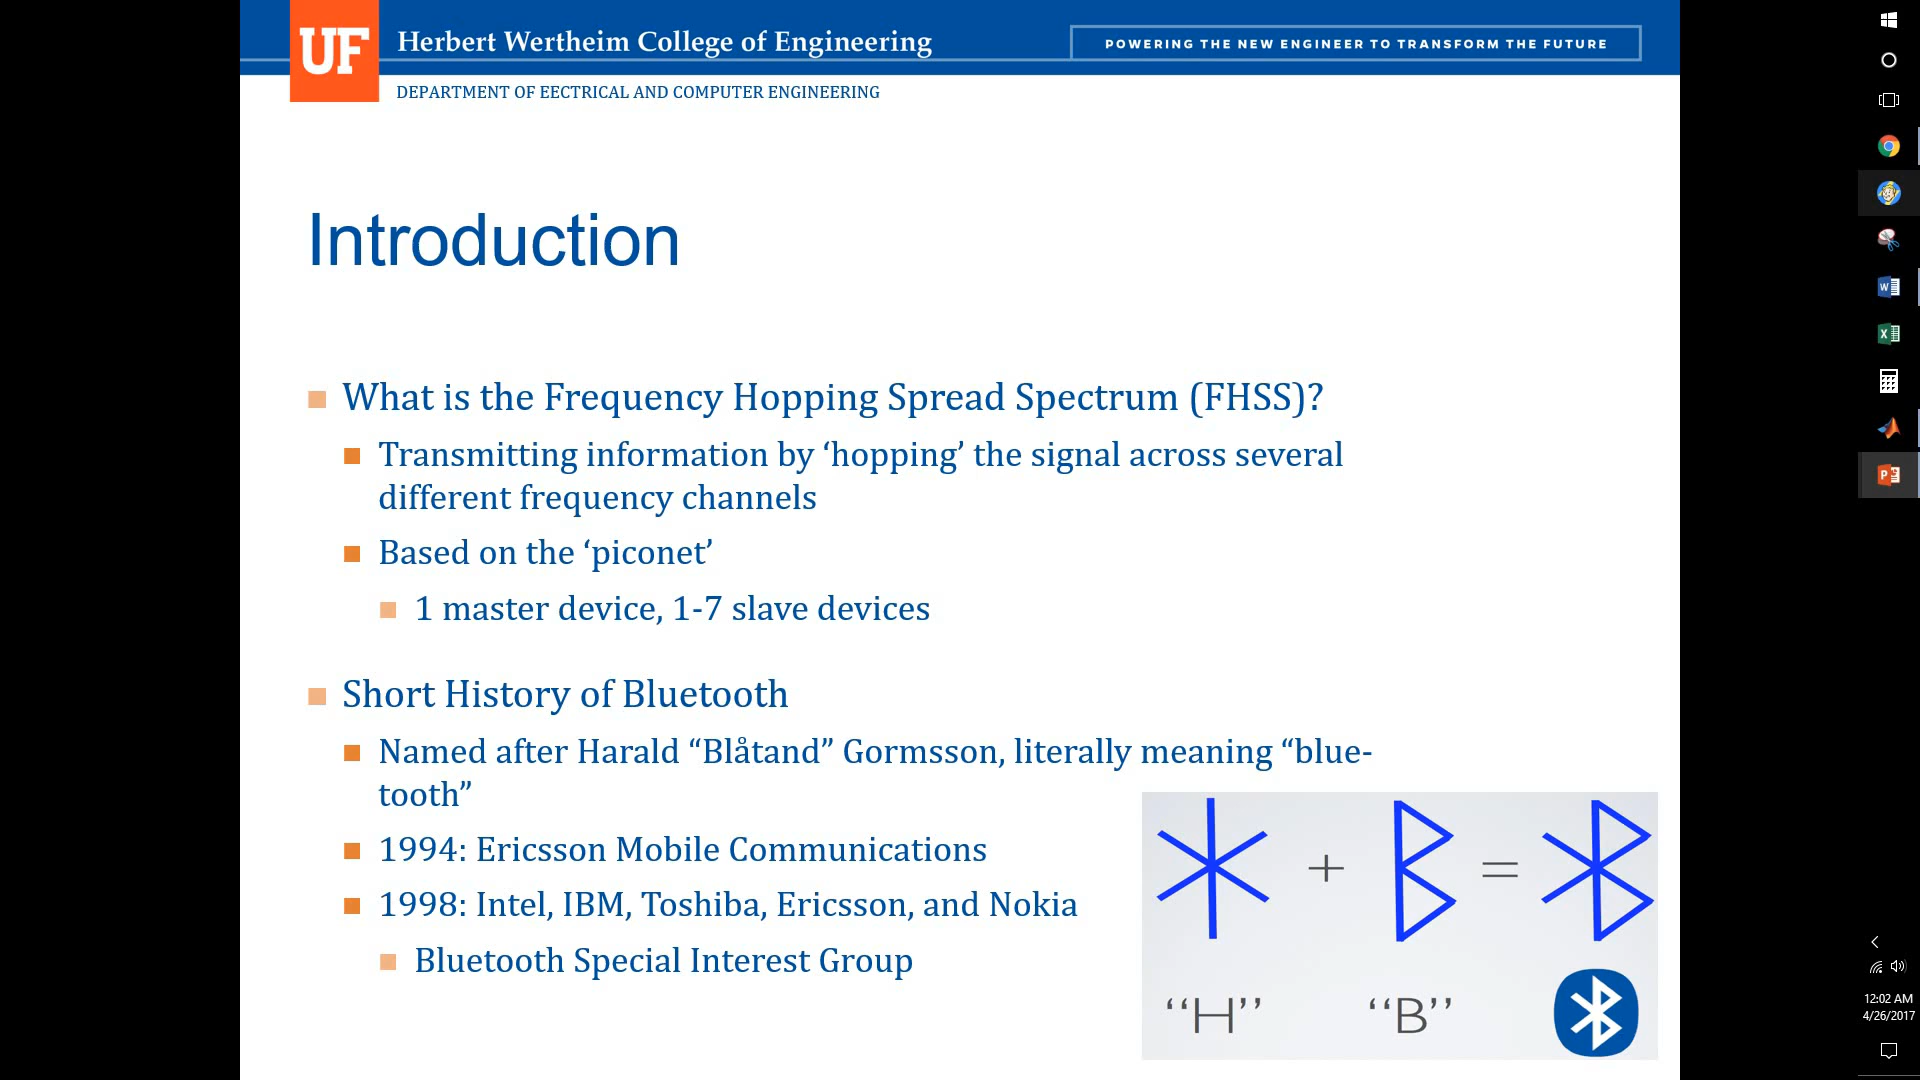 UF
Herbert Wertheim College of Engineering
POWERING THE NEW ENGINEER TO TRANSFORM THE FUTURE
DEPARTMENT OF EECTRICAL AND COMPUTER ENGINEERING
Introduction
What is the Frequency Hopping Spread Spectrum (FHSS)?
Transmitting information by ‘hopping’ the signal across several
different frequency channels
Based on the ‘piconet’
1 master device, 1-7 slave devices
Short History of Bluetooth
Named after Harald “Blåtand” Gormsson, literally meaning “blue-
tooth”
1994: Ericsson Mobile Communications
1998: Intel, IBM, Toshiba, Ericsson, and Nokia
Bluetooth Special Interest Group
+ =
“H” “B”
12:02 AM
4/26/2017